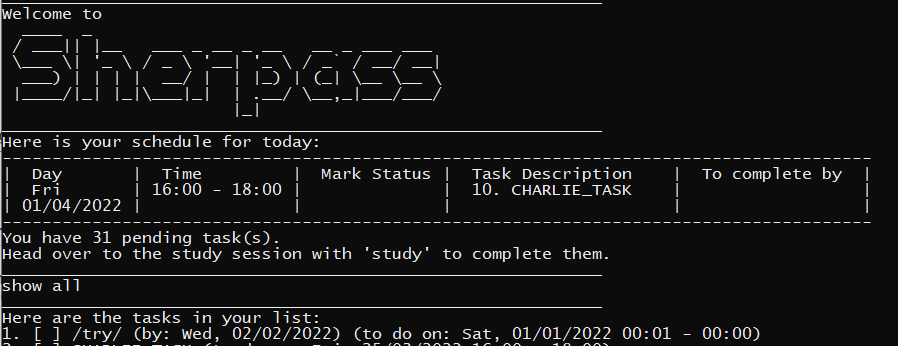 Welcome to
Sherpass
Here is your schedule for today:
| Day | Time | Mark Status | Task Description | To complete by |
| Fri | 16:00 - 18:00 | | 10. CHARLIE_TASK | |
| 01/04/2022 | | | | |
You have 31 pending task(s).
Head over to the study session with 'study' to complete them.
show all
Here are the tasks in your list:
1. [ ] /try/ (by: Wed, 02/02/2022) (to do on: Sat, 01/01/2022 00:01 - 00:00)